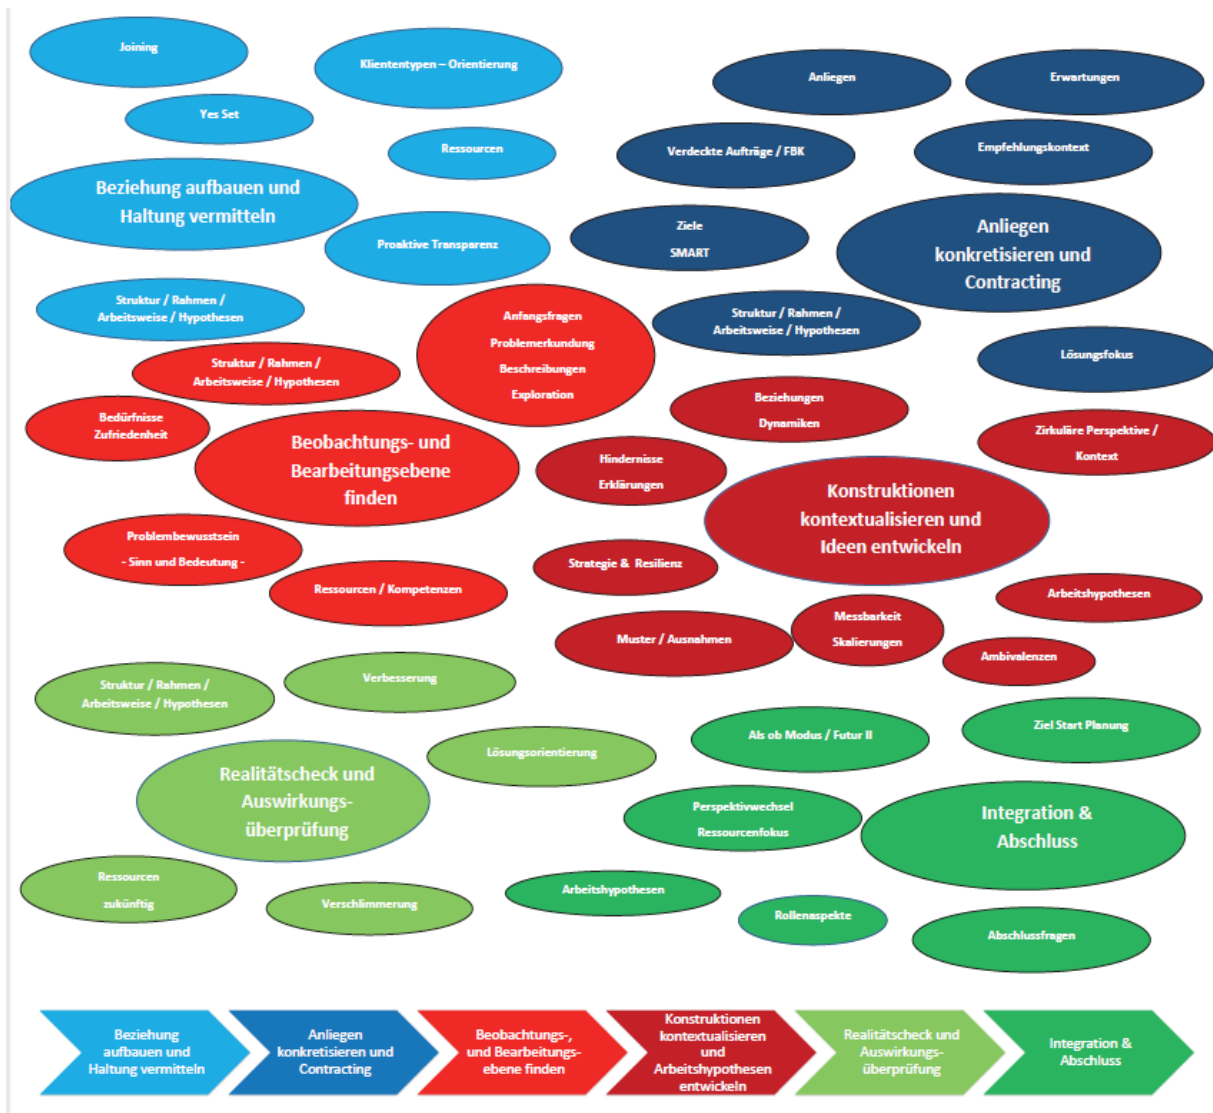 Joining
Klientententypen – Orientierung
Yes Set
Ressourcen
Beziehung aufbauen und
Haltung vermitteln
Proaktive Transparenz
Struktur / Rahmen /
Arbeitsweise / Hypothesen
Anliegen
Erwartungen
Verdeckte Aufträge / FBK
Empfehlungskontext
Ziele
SMART
Anliegen
konkretisieren und
Contracting
Struktur / Rahmen /
Arbeitsweise / Hypothesen
Lösungsfokus
Struktur / Rahmen /
Arbeitsweise / Hypothesen
Anfangsfragen
Problemerkundung
Beschreibungen
Exploration
Bedürfnisse
Zufriedenheit
Beobachtungs- und
Bearbeitungsebene
finden
Problembewusstsein
- Sinn und Bedeutung -
Ressourcen / Kompetenzen
Beziehungen
Dynamiken
Zirkuläre Perspektive /
Kontext
Hindernisse
Erklärungen
Konstruktionen
kontextualisieren und
Ideen entwickeln
Strategie & Resilienz
Arbeitshypothesen
Messbarkeit
Skalierungen
Muster / Ausnahmen
Ambivalenzen
Struktur / Rahmen /
Arbeitsweise / Hypothesen
Verbesserung
Lösungsorientierung
Realitätscheck und
Auswirkungs-
überprüfung
Ressourcen
zukünftig
Verschlimmerung
Als ob Modus / Futur II
Ziel Start Planung
Perspektivwechsel
Ressourcenfokus
Integration &
Abschluss
Arbeitshypothesen
Rollenaspekte
Abschlussfragen
Beziehung
aufbauen und
Haltung vermitteln
Anliegen
konkretisieren und
Contracting
Beobachtungs-,
und Bearbeitungs-
ebene finden
Konstruktionen
kontextualisieren
und
Arbeitshypothesen
entwickeln
Realitätscheck und
Auswirkungs-
überprüfung
Integration &
Abschluss